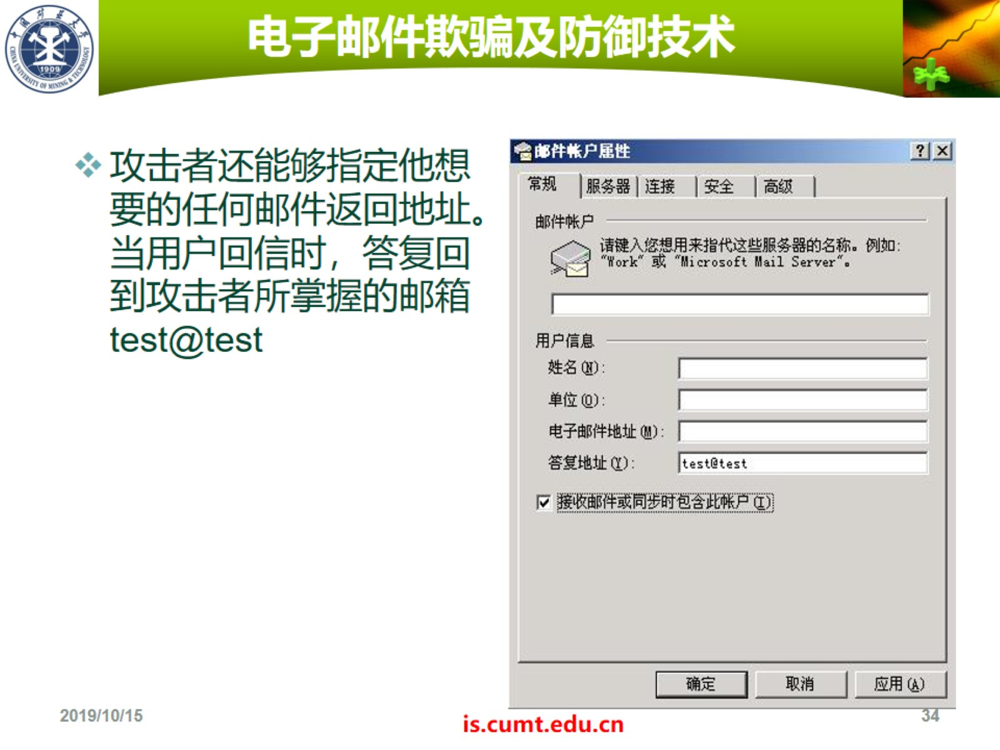 电子邮件欺骗及防御技术
中国矿业大学
CHINA UNIVERSITY OF MINING & TECHNOLOGY
1909
攻击者还能够指定他想
要的任何邮件返回地址。
当用户回信时，答复回
到攻击者所掌握的邮箱
test@test
邮件帐户属性
常规 服务器 连接 安全 高级
邮件帐户
请键入您想用来指代这些服务器的名称。例如:
"Work" 或 "Microsoft Mail Server"。
用户信息
姓名(N):
单位(O):
电子邮件地址(M):
答复地址(Y): test@test
接收邮件或同步时包含此帐户(I)
确定 取消 应用(A)
2019/10/15
is.cumt.edu.cn
34